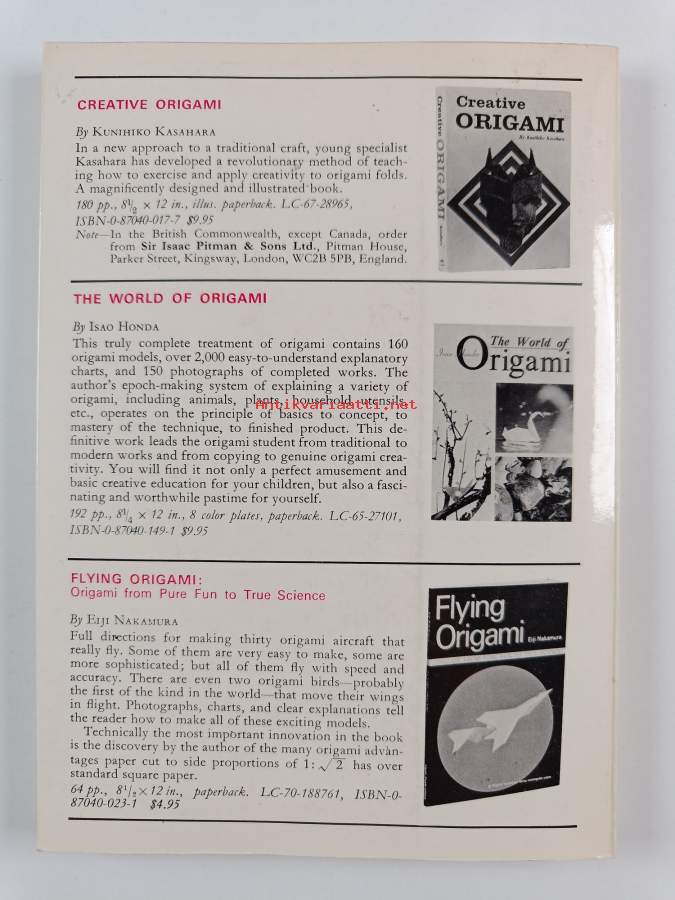 CREATIVE ORIGAMI
By KUNIHIKO KASAHARA
In a new approach to a traditional craft, young specialist
Kasahara has developed a revolutionary method of teach-
ing how to exercise and apply creativity to origami folds.
A magnificently designed and illustrated book.
180 pp., 8½ × 12 in., illus. paperback. LC-67-28965,
ISBN-0-87040-017-7 $9.95
Note—In the British Commonwealth, except Canada, order
from Sir Isaac Pitman & Sons Ltd., Pitman House,
Parker Street, Kingsway, London, WC2B 5PB, England.
Creative ORIGAMI
Creative
ORIGAMI
By Kunihiko Kasahara
THE WORLD OF ORIGAMI
By ISAO HONDA
This truly complete treatment of origami contains 160
origami models, over 2,000 easy-to-understand explanatory
charts, and 150 photographs of completed works. The
author's epoch-making system of explaining a variety of
origami, including animals, plants, household utensils,
etc., operates on the principle of basics to concept, to
mastery of the technique, to finished product. This de-
finitive work leads the origami student from traditional to
modern works and from copying to genuine origami crea-
tivity. You will find it not only a perfect amusement and
basic creative education for your children, but also a fasci-
nating and worthwhile pastime for yourself.
192 pp., 8¼ × 12 in., 8 color plates, paperback. LC-65-27101,
ISBN-0-87040-149-1 $9.95
Isao Honda
The World of
Origami
antikvariaatti.net
FLYING ORIGAMI:
Origami from Pure Fun to True Science
By EIJI NAKAMURA
Full directions for making thirty origami aircraft that
really fly. Some of them are very easy to make, some are
more sophisticated; but all of them fly with speed and
accuracy. There are even two origami birds—probably
the first of the kind in the world—that move their wings
in flight. Photographs, charts, and clear explanations tell
the reader how to make all of these exciting models.
Technically the most important innovation in the book
is the discovery by the author of the many origami advan-
tages paper cut to side proportions of 1:√2 has over
standard square paper.
64 pp., 8½ × 12 in., paperback. LC-70-188761, ISBN-0-
87040-023-1 $4.95
Flying
Origami
Eiji Nakamura